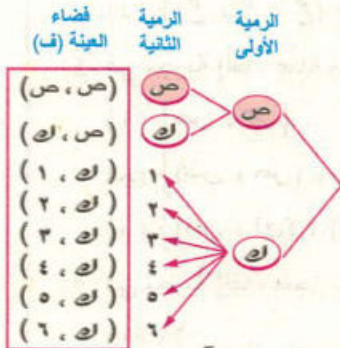 الرمية الأولى
الرمية الثانية
فضاء العينة (ف)
ص
ص
(ص ، ص)
ك
(ص ، ك)
ك
١
(ك ، ١)
٢
(ك ، ٢)
٣
(ك ، ٣)
٤
(ك ، ٤)
٥
(ك ، ٥)
٦
(ك ، ٦)